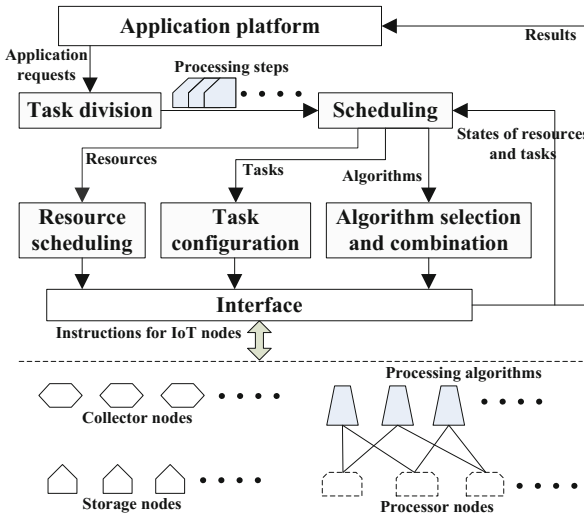 Application platform
Application
requests
Results
Processing steps
Task division
Scheduling
States of resources
and tasks
Resources
Tasks
Algorithms
Resource
scheduling
Task
configuration
Algorithm selection
and combination
Interface
Instructions for IoT nodes
Processing algorithms
Collector nodes
Storage nodes
Processor nodes